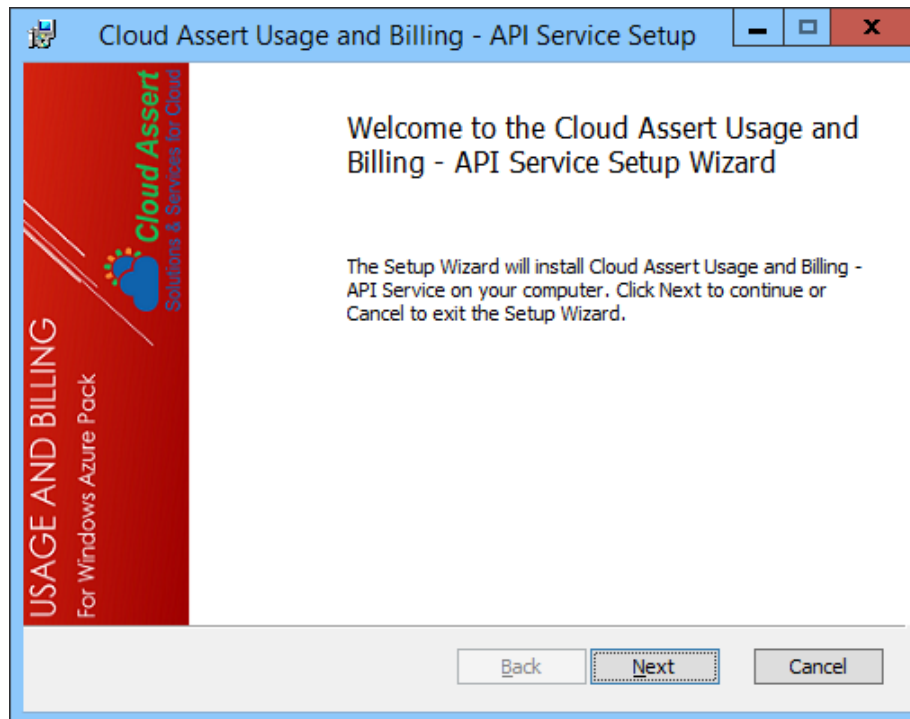 Cloud Assert Usage and Billing - API Service Setup
Cloud Assert
Solutions & Services for Cloud
USAGE AND BILLING
For Windows Azure Pack
Welcome to the Cloud Assert Usage and
Billing - API Service Setup Wizard
The Setup Wizard will install Cloud Assert Usage and Billing -
API Service on your computer. Click Next to continue or
Cancel to exit the Setup Wizard.
Back Next Cancel